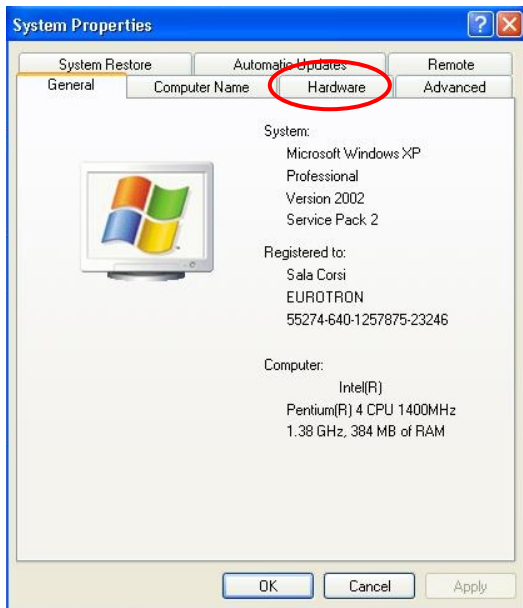 System Properties
System Restore Automatic Updates Remote
General Computer Name Hardware Advanced
System:
Microsoft Windows XP
Professional
Version 2002
Service Pack 2
Registered to:
Sala Corsi
EUROTRON
55274-640-1257875-23246
Computer:
Intel(R)
Pentium(R) 4 CPU 1400MHz
1.38 GHz, 384 MB of RAM
OK Cancel Apply